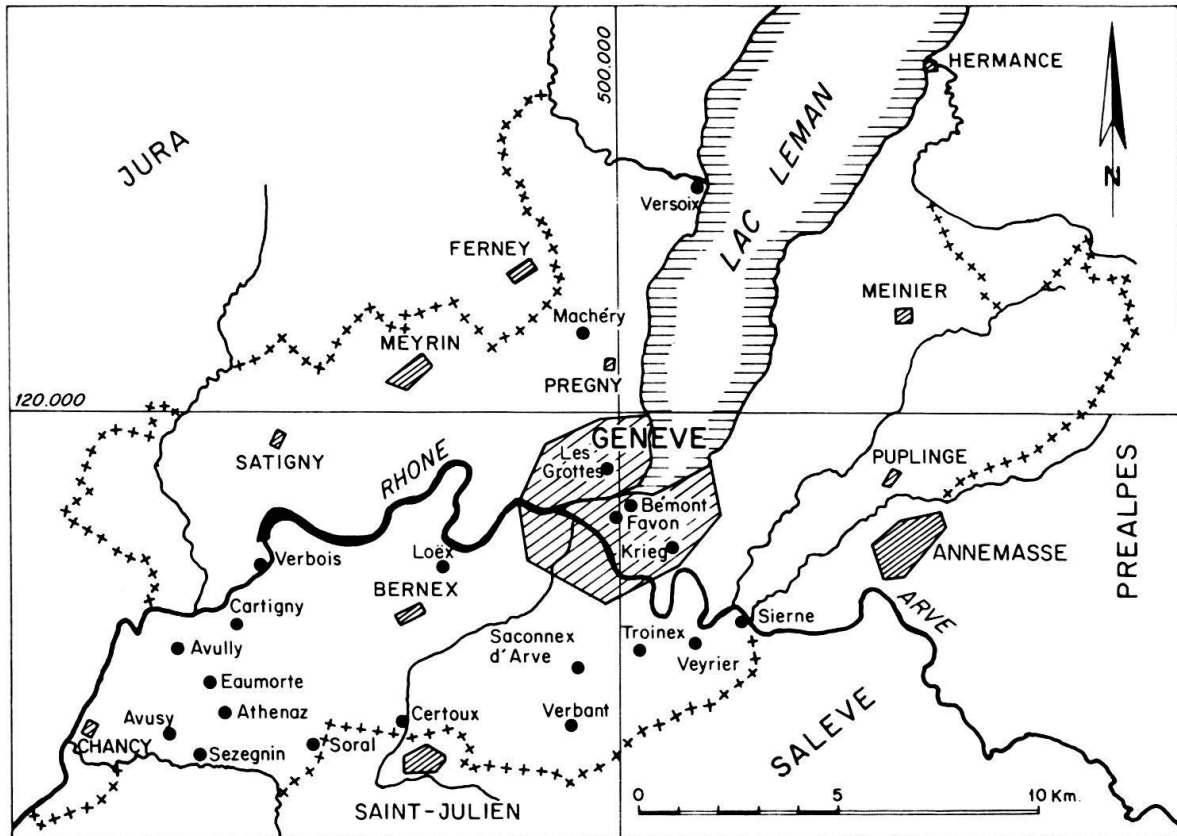 500.000
HERMANCE
JURA
LAC LEMAN
N
Versoix
FERNEY
MEINIER
Machéry
MEYRIN
PREGNY
120.000
GENEVE
SATIGNY
RHONE
Les
Grottes
PUPLINGE
Bémont
Favon
Krieg
ANNEMASSE
PREALPES
Verbois
Loëx
BERNEX
ARVE
Cartigny
Sierne
Saconnex
d'Arve
Troinex
Veyrier
Avully
Eaumorte
Athenaz
Avusy
Certoux
Verbant
CHANCY
Sezegnin
Soral
SALEVE
SAINT-JULIEN
0 5 10 Km.